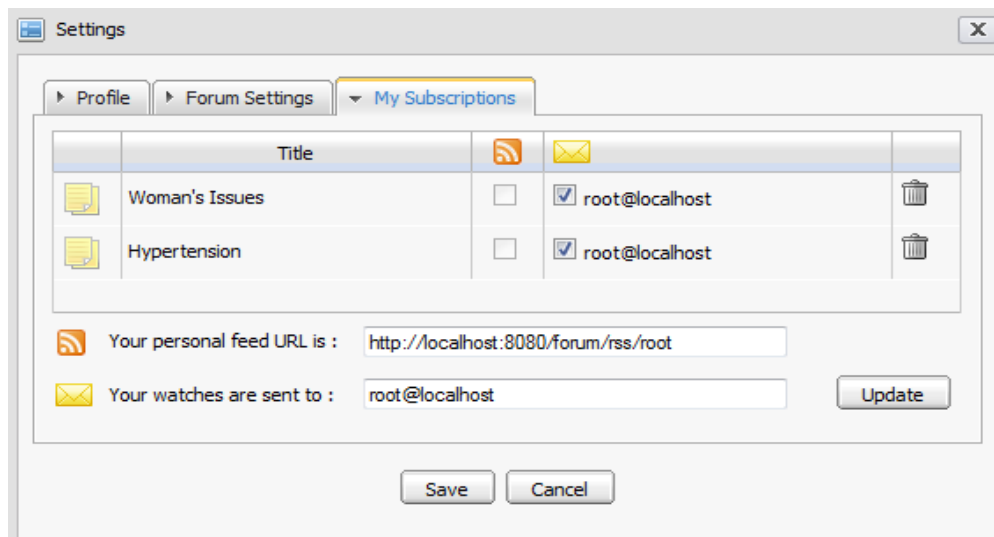 Settings
Profile Forum Settings My Subscriptions
Title
Woman's Issues root@localhost
Hypertension root@localhost
Your personal feed URL is : http://localhost:8080/forum/rss/root
Your watches are sent to : root@localhost Update
Save Cancel